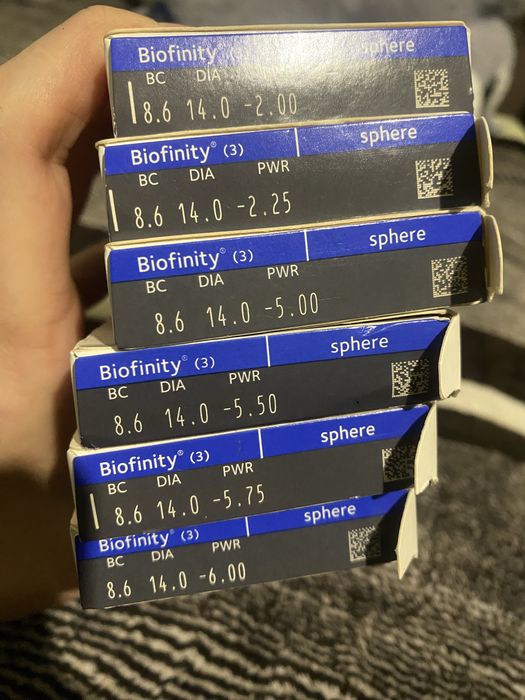 Biofinity® sphere
BC DIA
8.6 14.0 -2.00
Biofinity® (3) sphere
BC DIA PWR
8.6 14.0 -2.25
Biofinity® (3) sphere
BC DIA PWR
8.6 14.0 -5.00
Biofinity® (3) sphere
BC DIA PWR
8.6 14.0 -5.50
Biofinity® (3) sphere
BC DIA PWR
8.6 14.0 -5.75
Biofinity® (3) sphere
BC DIA PWR
8.6 14.0 -6.00